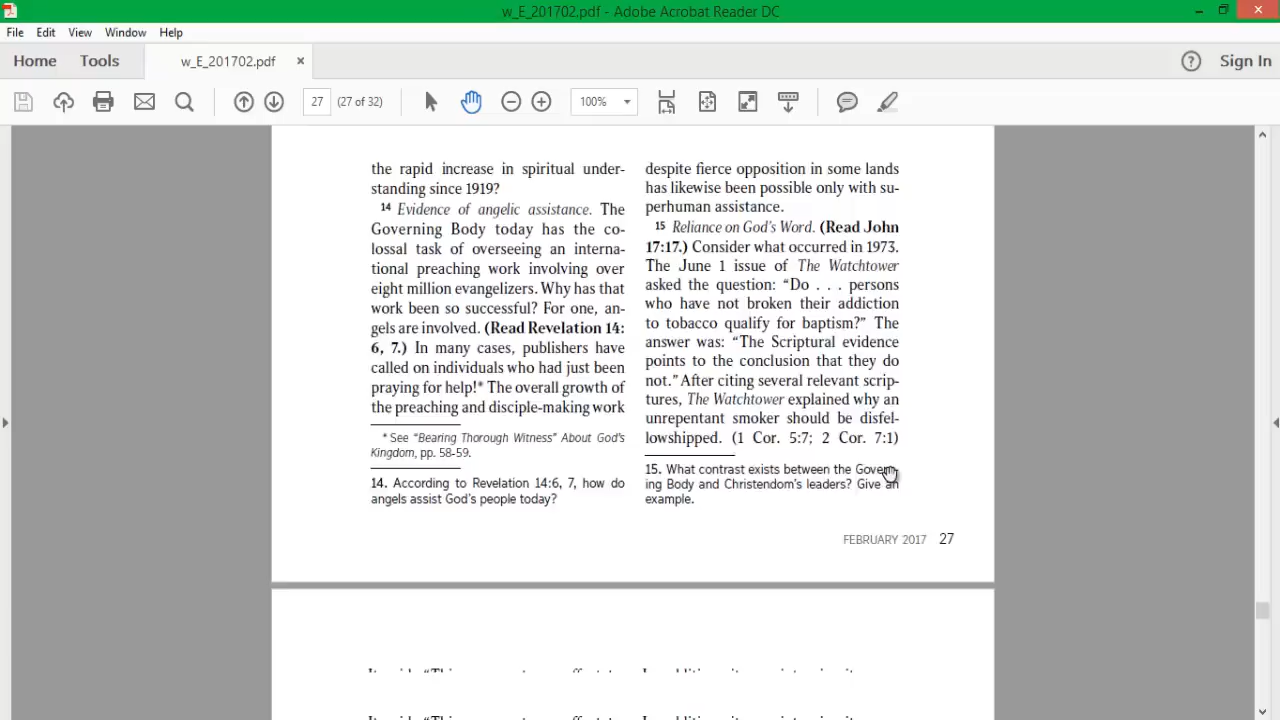 w_E_201702.pdf - Adobe Acrobat Reader DC
File Edit View Window Help
Home Tools w_E_201702.pdf × Sign In
27 (27 of 32) 100%
the rapid increase in spiritual under-
standing since 1919?
14 Evidence of angelic assistance. The
Governing Body today has the co-
lossal task of overseeing an interna-
tional preaching work involving over
eight million evangelizers. Why has that
work been so successful? For one, an-
gels are involved. (Read Revelation 14:
6, 7.) In many cases, publishers have
called on individuals who had just been
praying for help!* The overall growth of
the preaching and disciple-making work
* See “Bearing Thorough Witness” About God’s
Kingdom, pp. 58-59.
14. According to Revelation 14:6, 7, how do
angels assist God’s people today?
despite fierce opposition in some lands
has likewise been possible only with su-
perhuman assistance.
15 Reliance on God’s Word. (Read John
17:17.) Consider what occurred in 1973.
The June 1 issue of The Watchtower
asked the question: “Do . . . persons
who have not broken their addiction
to tobacco qualify for baptism?” The
answer was: “The Scriptural evidence
points to the conclusion that they do
not.” After citing several relevant scrip-
tures, The Watchtower explained why an
unrepentant smoker should be disfel-
lowshipped. (1 Cor. 5:7; 2 Cor. 7:1)
15. What contrast exists between the Govern-
ing Body and Christendom’s leaders? Give an
example.
FEBRUARY 2017 27